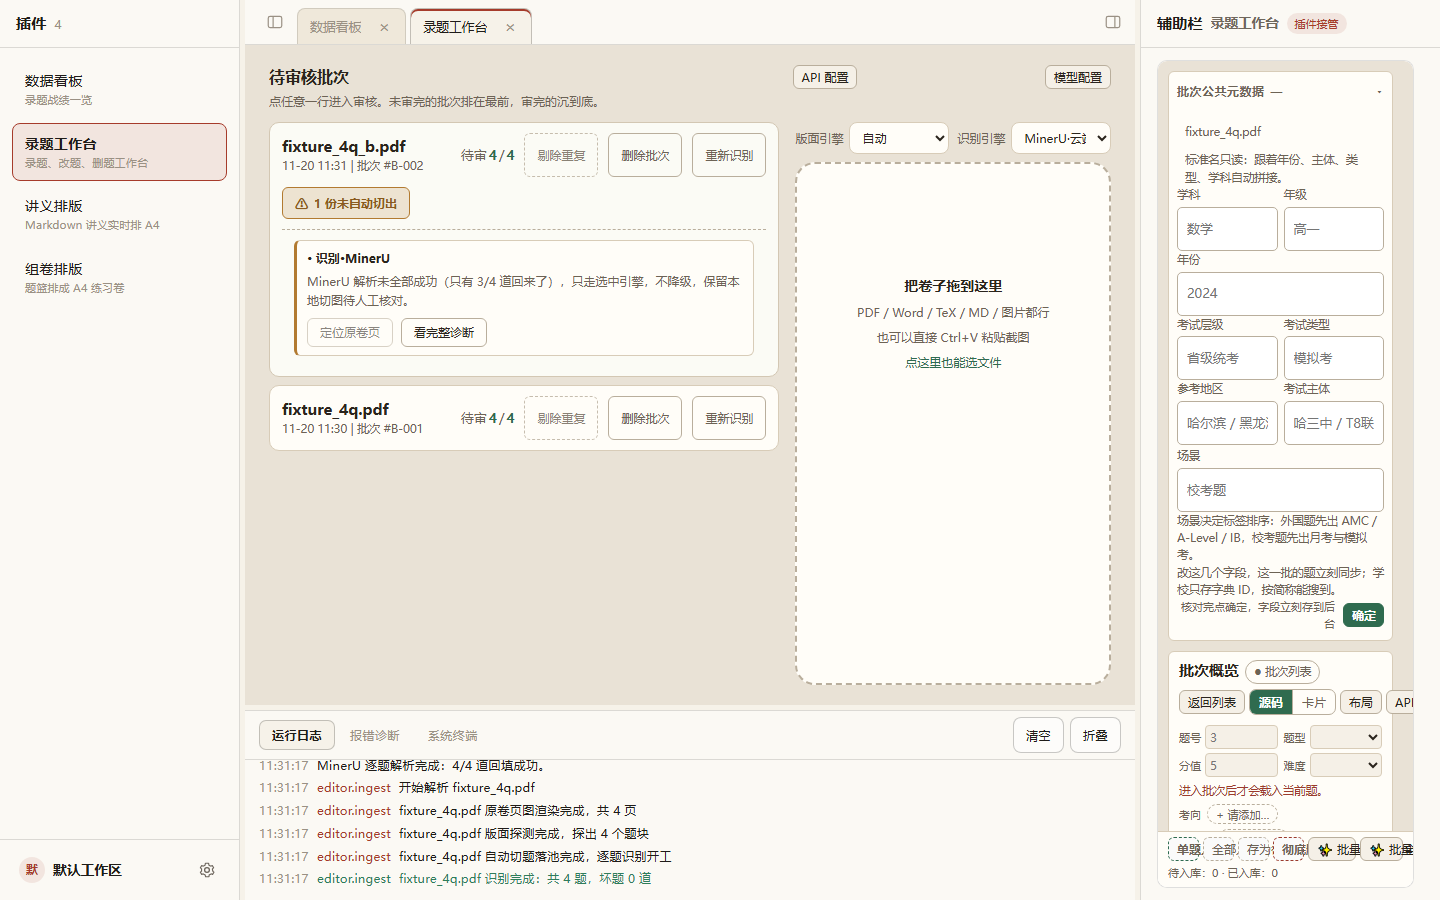 插件 4
数据看板
录题战绩一览
录题工作台
录题、改题、删题工作台
讲义排版
Markdown 讲义实时排 A4
组卷排版
题篮排成 A4 练习卷
默 默认工作区
数据看板 ×
录题工作台 ×
待审核批次
点任意一行进入审核。未审完的批次排在最前，审完的沉到底。
API 配置
模型配置
fixture_4q_b.pdf
11-20 11:31 | 批次 #B-002
待审 4 / 4
剔除重复
删除批次
重新识别
1 份未自动切出
• 识别·MinerU
MinerU 解析未全部成功（只有 3/4 道回来了），只走选中引擎，不降级，保留本
地切图待人工核对。
定位原卷页
看完整诊断
fixture_4q.pdf
11-20 11:30 | 批次 #B-001
待审 4 / 4
剔除重复
删除批次
重新识别
版面引擎 自动
识别引擎 MinerU·云端
把卷子拖到这里
PDF / Word / TeX / MD / 图片都行
也可以直接 Ctrl+V 粘贴截图
点这里也能选文件
运行日志
报错诊断
系统终端
清空
折叠
11:31:17 MinerU 逐题解析完成：4/4 道回填成功。
11:31:17 editor.ingest 开始解析 fixture_4q.pdf
11:31:17 editor.ingest fixture_4q.pdf 原卷页图渲染完成，共 4 页
11:31:17 editor.ingest fixture_4q.pdf 版面探测完成，探出 4 个题块
11:31:17 editor.ingest fixture_4q.pdf 自动切题落池完成，逐题识别开工
11:31:17 editor.ingest fixture_4q.pdf 识别完成：共 4 题，坏题 0 道
辅助栏 录题工作台 插件接管
批次公共元数据 —
fixture_4q.pdf
标准名只读：跟着年份、主体、类
型、学科自动拼接。
学科 年级
数学 高一
年份
2024
考试层级 考试类型
省级统考 模拟考
参考地区 考试主体
哈尔滨 / 黑龙江 哈三中 / T8联
场景
校考题
场景决定标签排序：外国题先出 AMC /
A-Level / IB，校考题先出月考与模拟
考。
改这几个字段，这一批的题立刻同步；学
校只存字典 ID，按简称能搜到。
核对完点确定，字段立刻存到后
台
确定
批次概览 • 批次列表
返回列表 源码 卡片 布局 API
题号 3 题型
分值 5 难度
进入批次后才会载入当前题。
考向 + 请添加...
单题 全部 存为 彻底 ✨ 批量 ✨ 批量
待入库：0 · 已入库：0